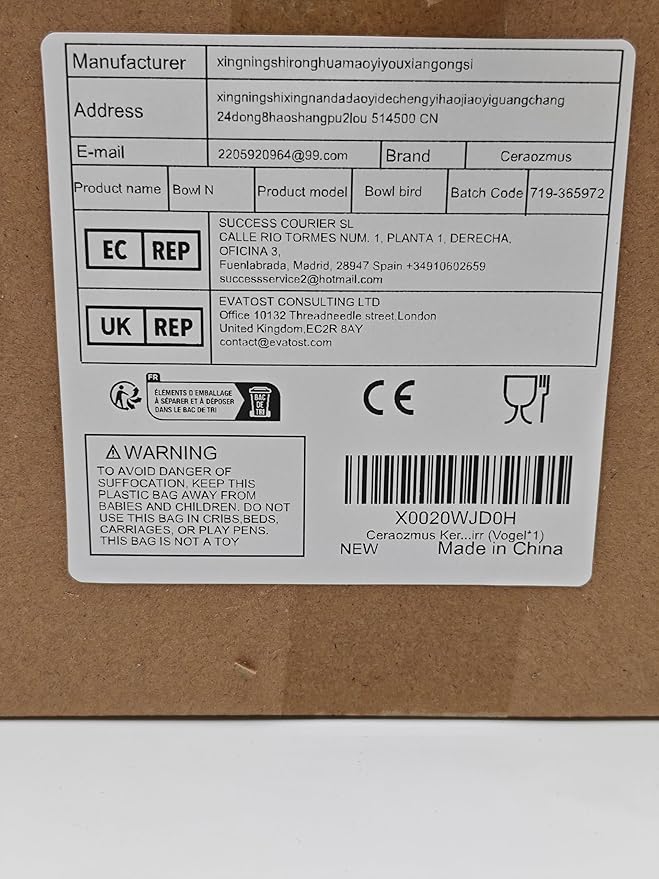 Manufacturer xingningshironghuamaoyiyouxiangongsi
Address xingningshixingnandadaoyidechengyihaojiaoyiguangchang
24dong8haoshangpu2lou 514500 CN
E-mail 2205920964@99.com Brand Ceraozmus
Product name Bowl N Product model Bowl bird Batch Code 719-365972
EC REP
SUCCESS COURIER SL
CALLE RIO TORMES NUM. 1, PLANTA 1, DERECHA,
OFICINA 3,
Fuenlabrada, Madrid, 28947 Spain +34910602659
successservice2@hotmail.com
UK REP
EVATOST CONSULTING LTD
Office 10132 Threadneedle street,London
United Kingdom,EC2R 8AY
contact@evatost.com
FR
ÉLÉMENTS D EMBALLAGE
À SÉPARER ET À DÉPOSER
DANS LE BAC DE TRI
BAC
DE
TRI
CE
WARNING
TO AVOID DANGER OF
SUFFOCATION, KEEP THIS
PLASTIC BAG AWAY FROM
BABIES AND CHILDREN. DO NOT
USE THIS BAG IN CRIBS,BEDS,
CARRIAGES, OR PLAY PENS.
THIS BAG IS NOT A TOY
X0020WJD0H
Ceraozmus Ker...irr (Vogel*1)
NEW Made in China